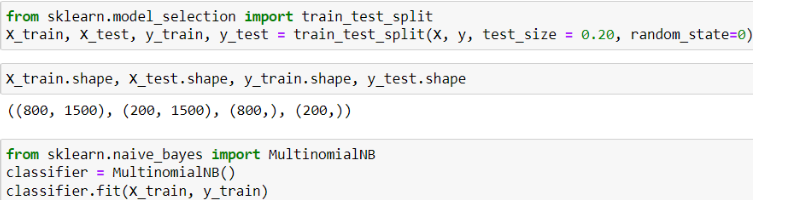 from sklearn.model_selection import train_test_split
X_train, X_test, y_train, y_test = train_test_split(X, y, test_size = 0.20, random_state=0)
X_train.shape, X_test.shape, y_train.shape, y_test.shape
((800, 1500), (200, 1500), (800,), (200,))
from sklearn.naive_bayes import MultinomialNB
classifier = MultinomialNB()
classifier.fit(X_train, y_train)